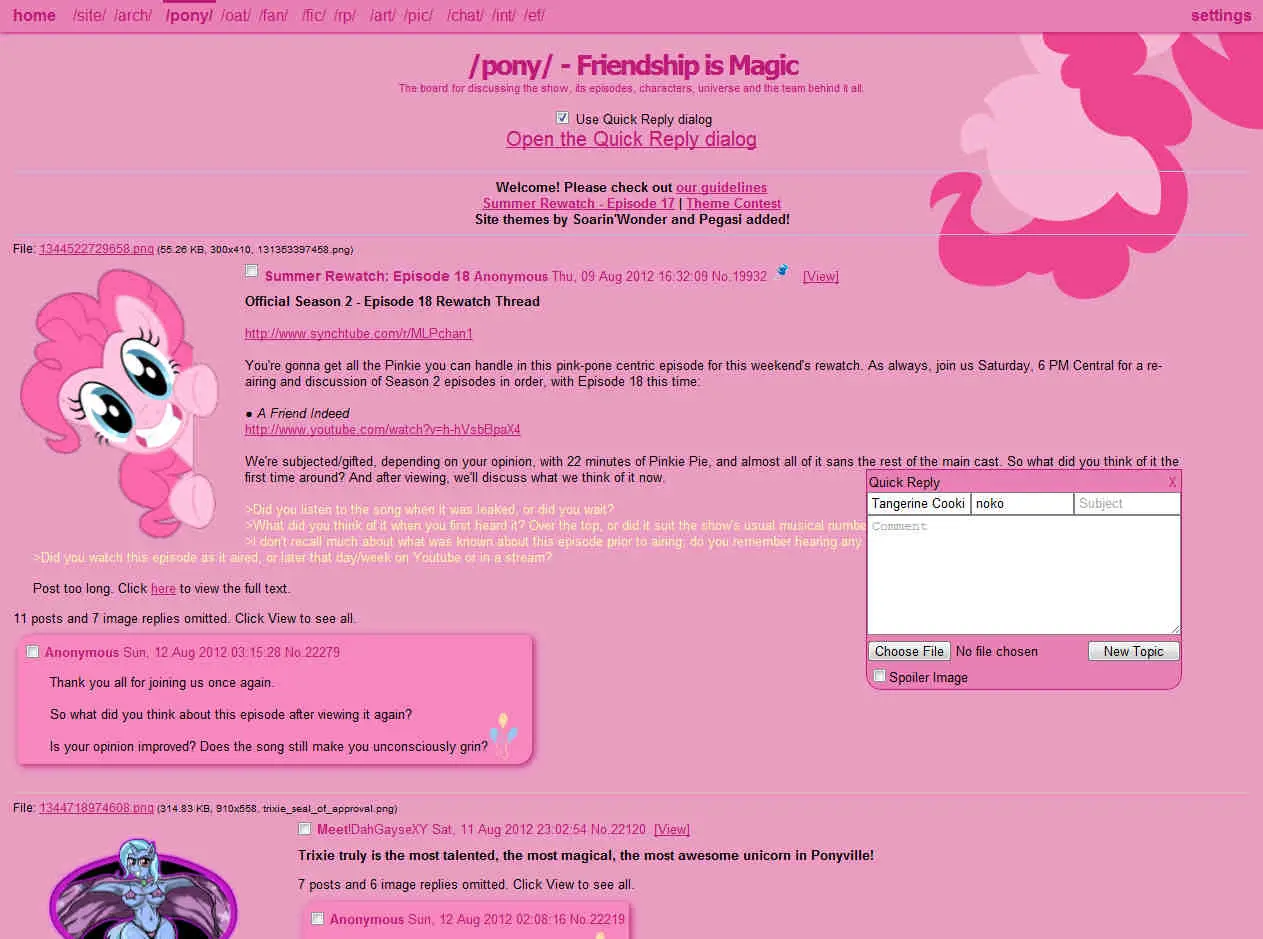 home /site/ /arch/ /pony/ /oat/ /fan/ /fic/ /rp/ /art/ /pic/ /chat/ /int/ /ef/ settings
/pony/ - Friendship is Magic
The board for discussing the show, its episodes, characters, universe and the team behind it all.
Use Quick Reply dialog
Open the Quick Reply dialog
Welcome! Please check out our guidelines
Summer Rewatch - Episode 17 | Theme Contest
Site themes by Soarin'Wonder and Pegasi added!
File: 1344522729658.png (55.26 KB, 300x410, 131353397458.png)
Summer Rewatch: Episode 18 Anonymous Thu, 09 Aug 2012 16:32:09 No.19932 [View]
Official Season 2 - Episode 18 Rewatch Thread
http://www.synchtube.com/r/MLPchan1
You're gonna get all the Pinkie you can handle in this pink-pone centric episode for this weekend's rewatch. As always, join us Saturday, 6 PM Central for a re-
airing and discussion of Season 2 episodes in order, with Episode 18 this time:
● A Friend Indeed
http://www.youtube.com/watch?v=h-hVsbBpaX4
We're subjected/gifted, depending on your opinion, with 22 minutes of Pinkie Pie, and almost all of it sans the rest of the main cast. So what did you think of it the
first time around? And after viewing, we'll discuss what we think of it now.
>Did you listen to the song when it was leaked, or did you wait?
>What did you think of it when you first heard it? Over the top, or did it suit the show's usual musical numbe
>I don't recall much about what was known about this episode prior to airing; do you remember hearing any
>Did you watch this episode as it aired, or later that day/week on Youtube or in a stream?
Post too long. Click here to view the full text.
11 posts and 7 image replies omitted. Click View to see all.
Anonymous Sun, 12 Aug 2012 03:15:28 No.22279
Thank you all for joining us once again.
So what did you think about this episode after viewing it again?
Is your opinion improved? Does the song still make you unconsciously grin?
Quick Reply X
Tangerine Cooki noko Subject
Comment
Choose File No file chosen New Topic
Spoiler Image
File: 1344718974608.png (314.83 KB, 910x558, trixie_seal_of_approval.png)
Meet!DahGayseXY Sat, 11 Aug 2012 23:02:54 No.22120 [View]
Trixie truly is the most talented, the most magical, the most awesome unicorn in Ponyville!
7 posts and 6 image replies omitted. Click View to see all.
Anonymous Sun, 12 Aug 2012 02:08:16 No.22219